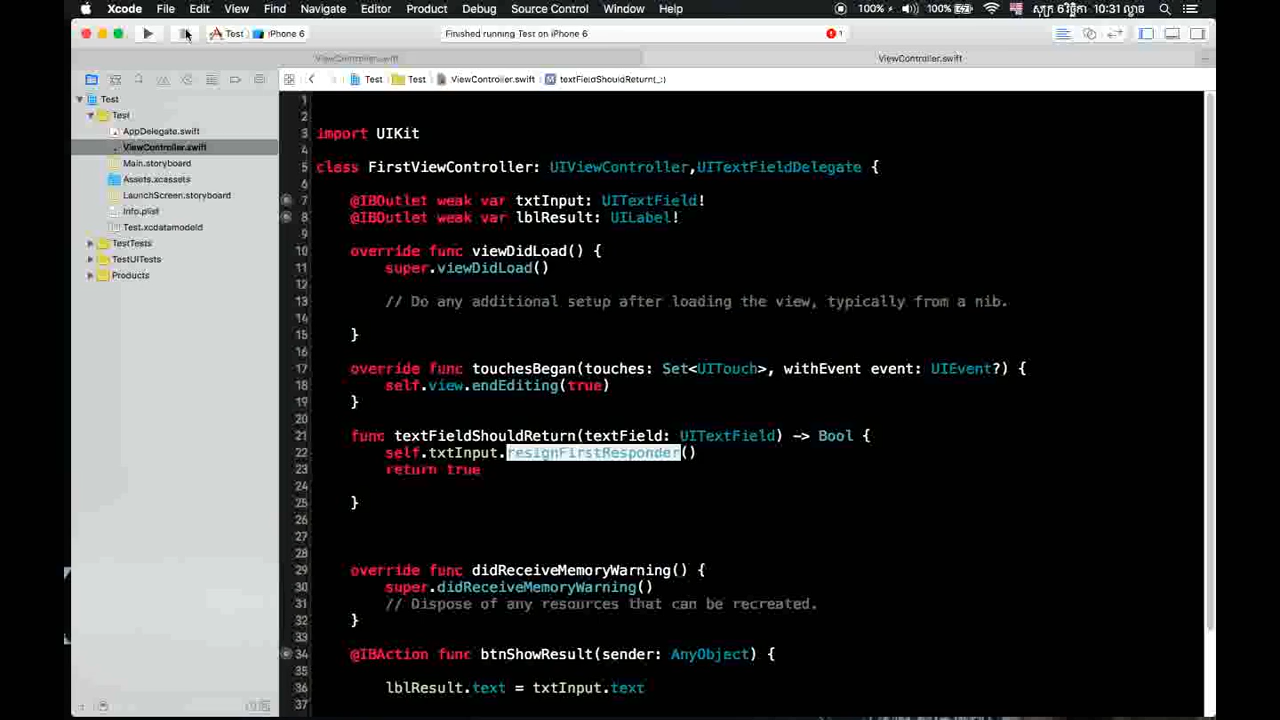 Xcode File Edit View Find Navigate Editor Product Debug Source Control Window Help 100% 100% 10:31
Test iPhone 6 Finished running Test on iPhone 6 1
ViewController.swift ViewController.swift
Test Test ViewController.swift textFieldShouldReturn(_:)
Test
Test
AppDelegate.swift
ViewController.swift
Main.storyboard
Assets.xcassets
LaunchScreen.storyboard
Info.plist
Test.xcdatamodeld
TestTests
TestUITests
Products
1
2
3 import UIKit
4
5 class FirstViewController: UIViewController,UITextFieldDelegate {
6
7 @IBOutlet weak var txtInput: UITextField!
8 @IBOutlet weak var lblResult: UILabel!
9
10 override func viewDidLoad() {
11 super.viewDidLoad()
12
13 // Do any additional setup after loading the view, typically from a nib.
14
15 }
16
17 override func touchesBegan(touches: Set<UITouch>, withEvent event: UIEvent?) {
18 self.view.endEditing(true)
19 }
20
21 func textFieldShouldReturn(textField: UITextField) -> Bool {
22 self.txtInput.resignFirstResponder()
23 return true
24
25 }
26
27
28
29 override func didReceiveMemoryWarning() {
30 super.didReceiveMemoryWarning()
31 // Dispose of any resources that can be recreated.
32 }
33
34 @IBAction func btnShowResult(sender: AnyObject) {
35
36 lblResult.text = txtInput.text
37